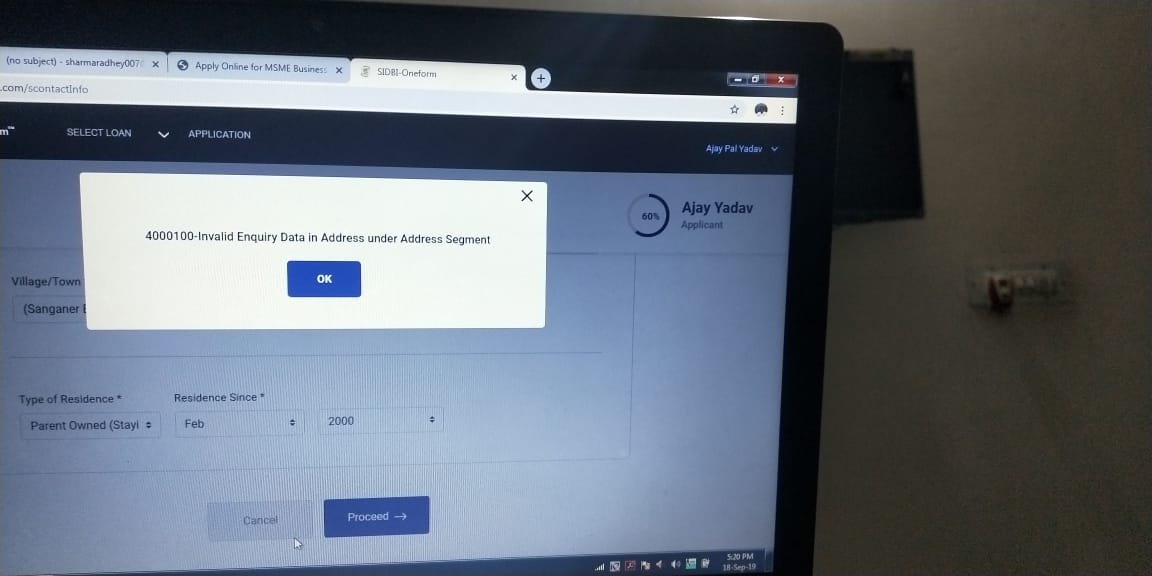 (no subject) - sharmaradhey007
Apply Online for MSME Business
SIDBI-Oneform
.com/scontactInfo
SELECT LOAN
APPLICATION
Ajay Pal Yadav
60%
Ajay Yadav
Applicant
4000100-Invalid Enquiry Data in Address under Address Segment
OK
Village/Town
(Sanganer
Type of Residence *
Residence Since *
Parent Owned (Stayi
Feb
2000
Cancel
Proceed →
5:20 PM
18-Sep-19